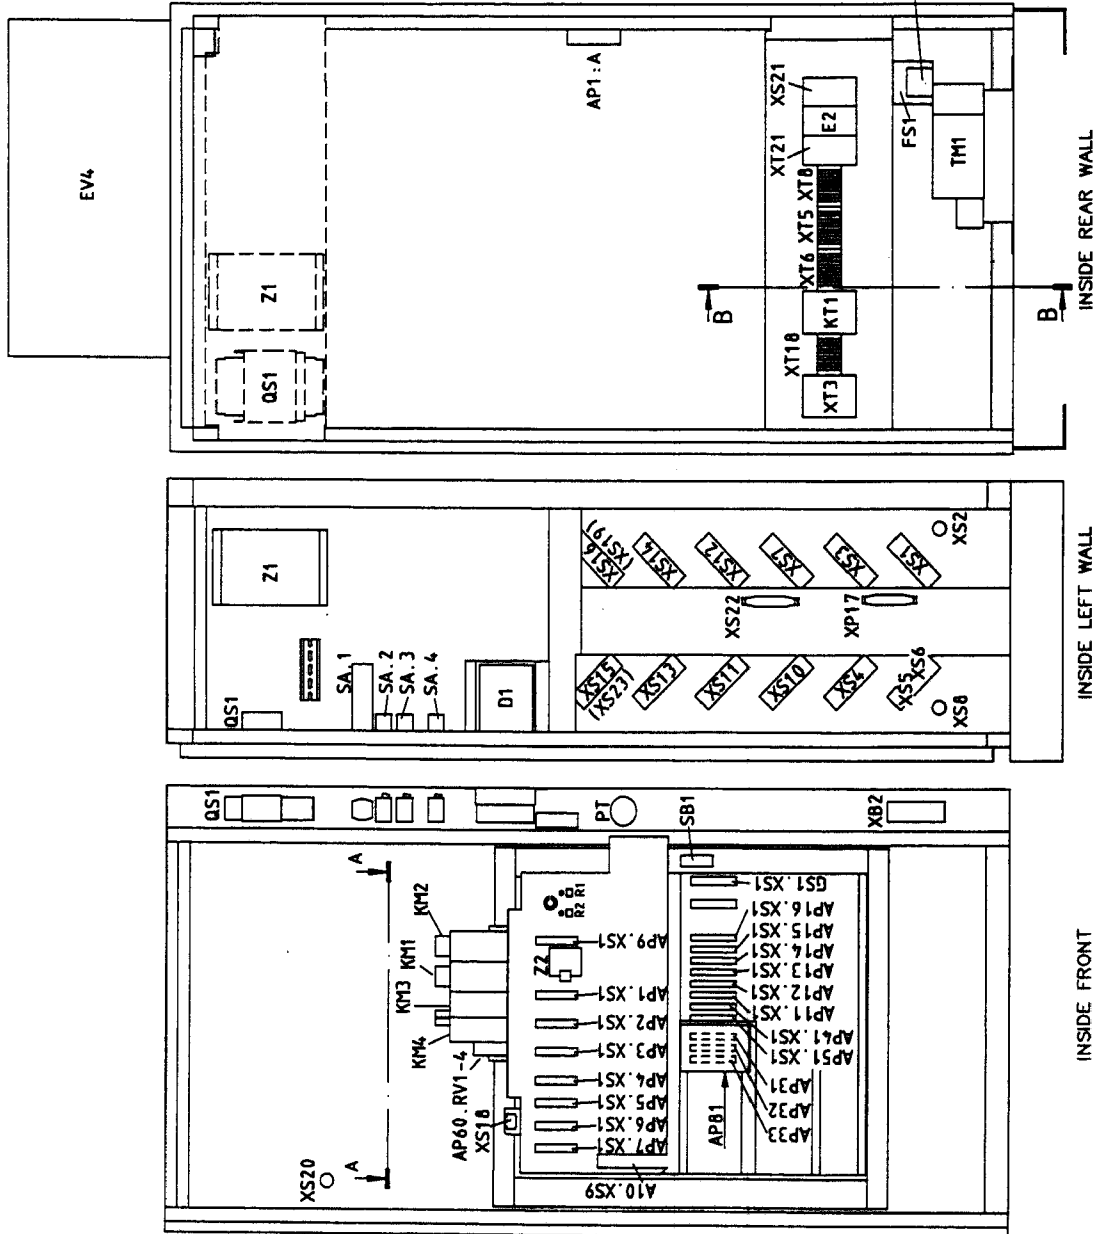 EV4
Z1
QS1
AP1:A
XS21
E2
XT21
XT8
XT5
XT6
KT1
XT18
XT3
FS1
TM1
B
B
INSIDE REAR WALL
Z1
QS1
SA.1
SA.2
SA.3
SA.4
D1
XS16
(XS19)
XS14
XS12
XS7
XS3
XS1
XS2
XS22
XP17
XS15
(XS23)
XS13
XS11
XS10
XS4
XS5
XS6
XS8
INSIDE LEFT WALL
QS1
PT
SB1
XB2
A
A
XS20
KM2
KM1
KM3
KM4
AP60.RV1-4
XS18
R1
R2
Z2
AP9.XS1
AP1.XS1
AP2.XS1
AP3.XS1
AP4.XS1
AP5.XS1
AP6.XS1
AP7.XS1
A10.XS9
GS1.XS1
AP16.XS1
AP15.XS1
AP14.XS1
AP13.XS1
AP12.XS1
AP11.XS1
AP41.XS1
AP51.XS1
AP31
AP32
AP33
AP81
INSIDE FRONT